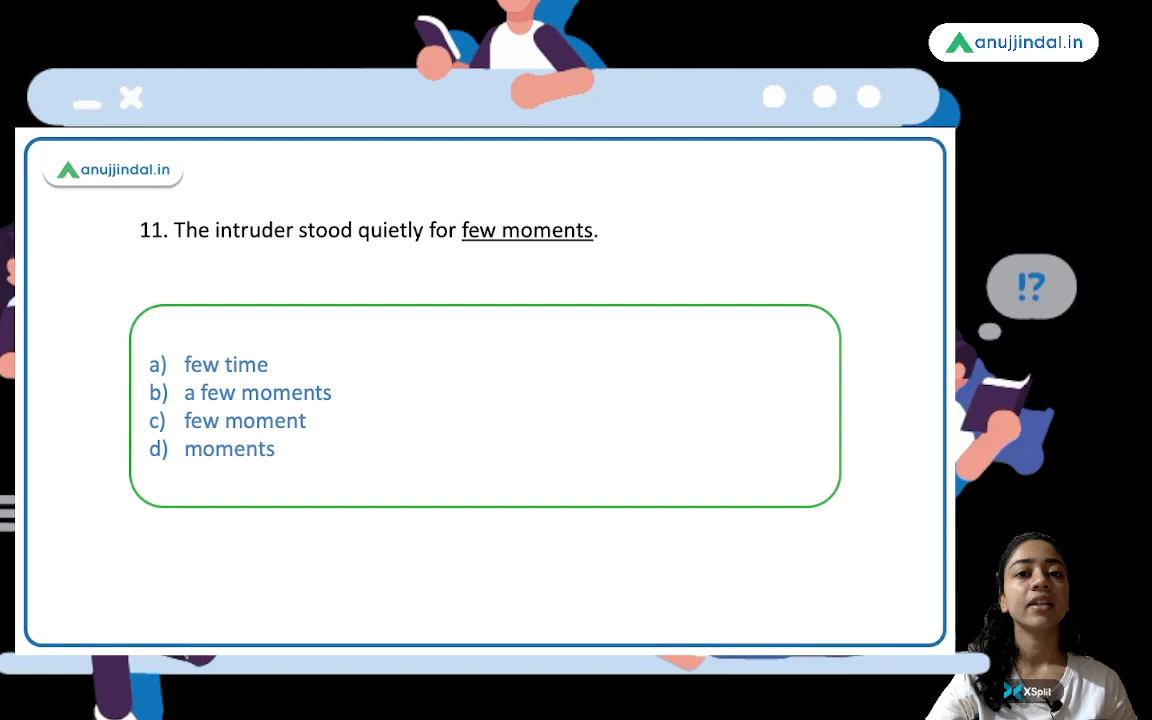 anujjindal.in
anujjindal.in
11. The intruder stood quietly for few moments.
!?
a) few time
b) a few moments
c) few moment
d) moments
XSplit